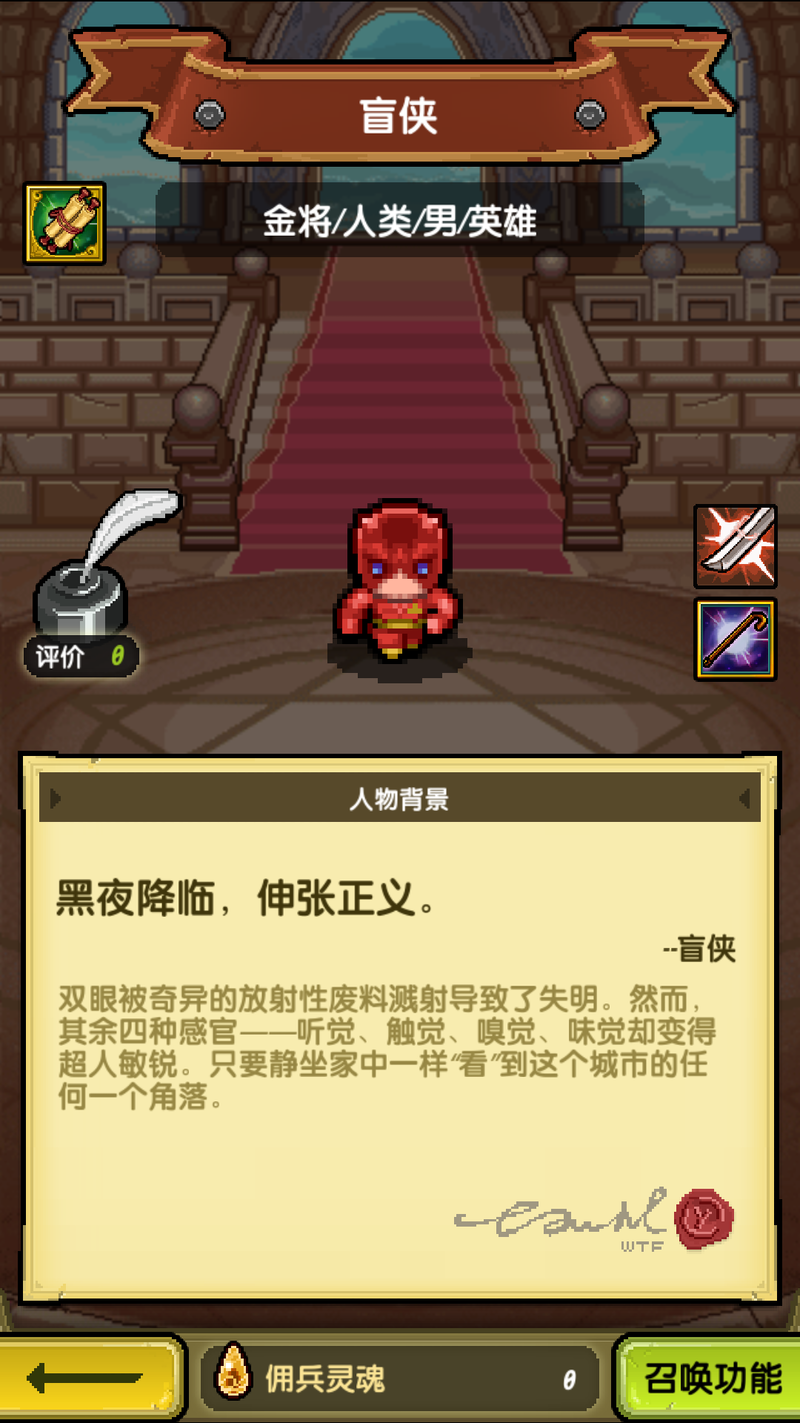 盲侠
金将/人类/男/英雄
评价 0
人物背景
黑夜降临，伸张正义。
--盲侠
双眼被奇异的放射性废料溅射导致了失明。然而，
其余四种感官——听觉、触觉、嗅觉、味觉却变得
超人敏锐。只要静坐家中一样“看”到这个城市的任
何一个角落。
WTF
佣兵灵魂 0
召唤功能